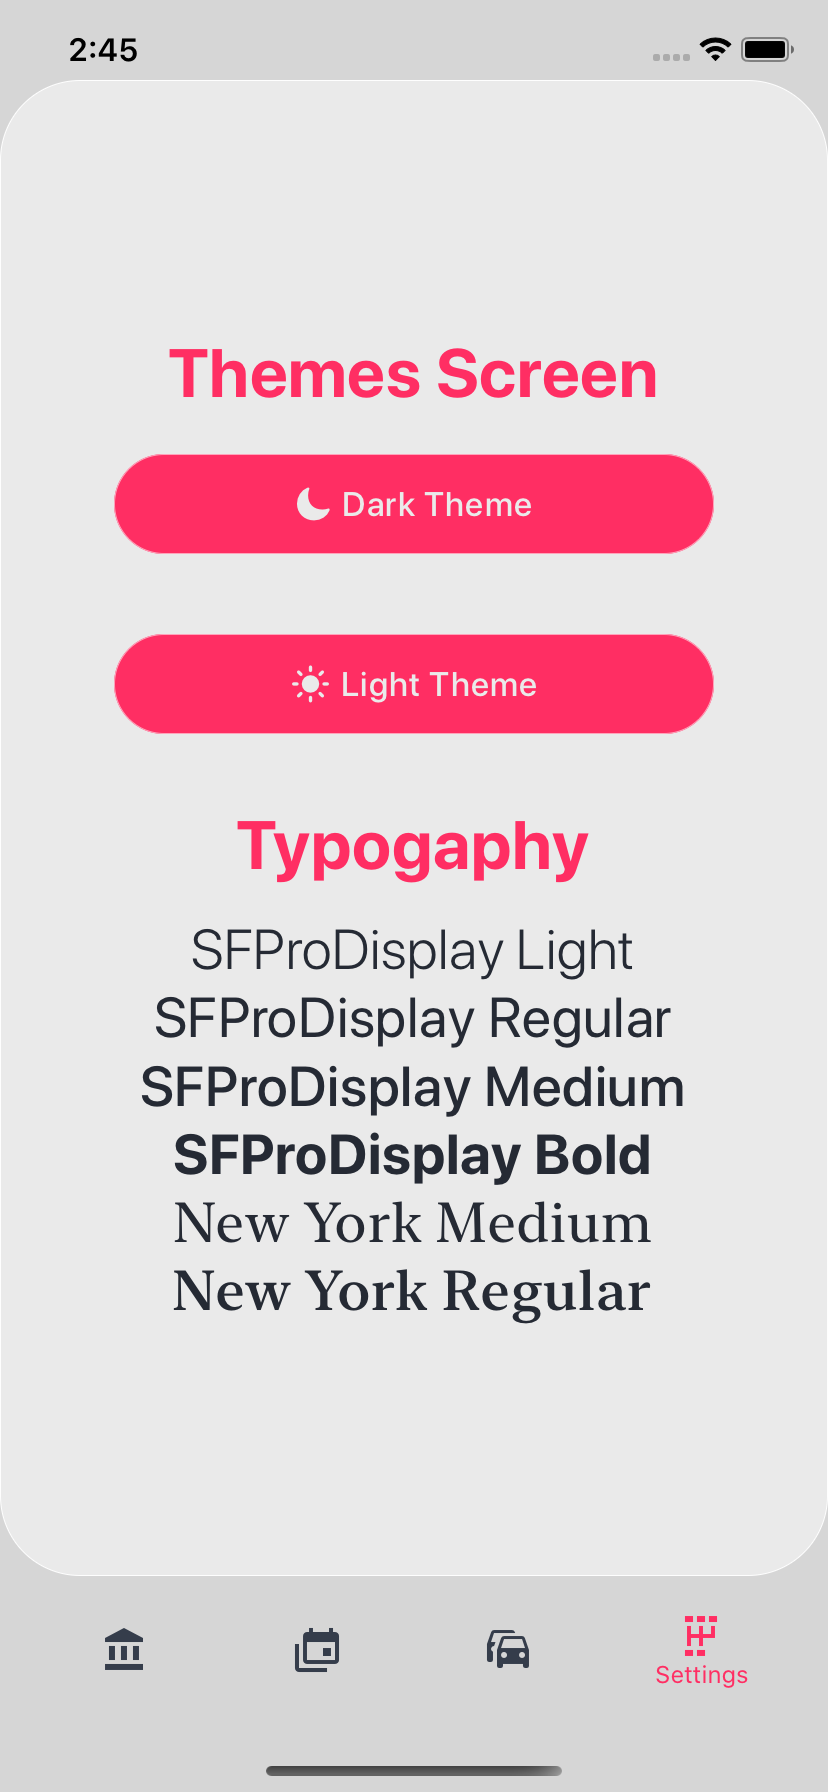 2:45
Themes Screen
Dark Theme
Light Theme
Typogaphy
SFProDisplay Light
SFProDisplay Regular
SFProDisplay Medium
SFProDisplay Bold
New York Medium
New York Regular
Settings